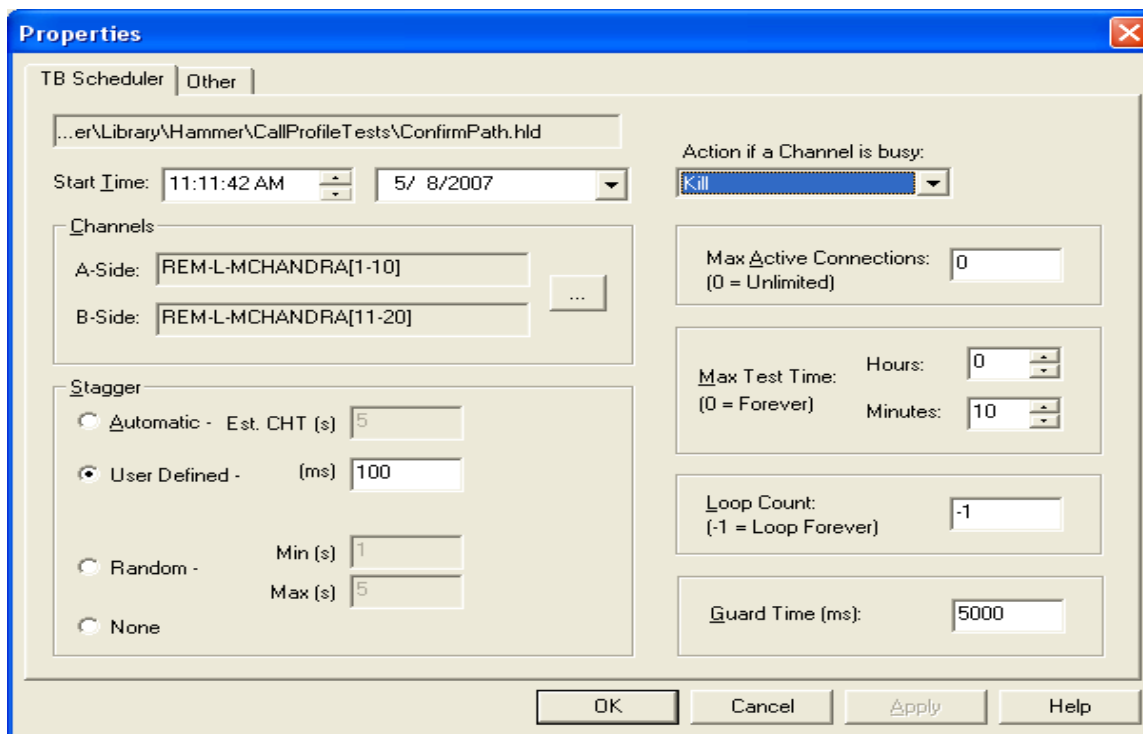 Properties
TB Scheduler
Other
...er\Library\Hammer\CallProfileTests\ConfirmPath.hld
Start Time: 11:11:42 AM 5/ 8/2007
Channels
A-Side: REM-L-MCHANDRA[1-10]
...
B-Side: REM-L-MCHANDRA[11-20]
Stagger
Automatic - Est. CHT (s) 5
User Defined - (ms) 100
Random -
Min (s) 1
Max (s) 5
None
Action if a Channel is busy:
Kill
Max Active Connections: 0
(0 = Unlimited)
Max Test Time:
(0 = Forever)
Hours: 0
Minutes: 10
Loop Count:
(-1 = Loop Forever)
-1
Guard Time (ms): 5000
OK
Cancel
Apply
Help